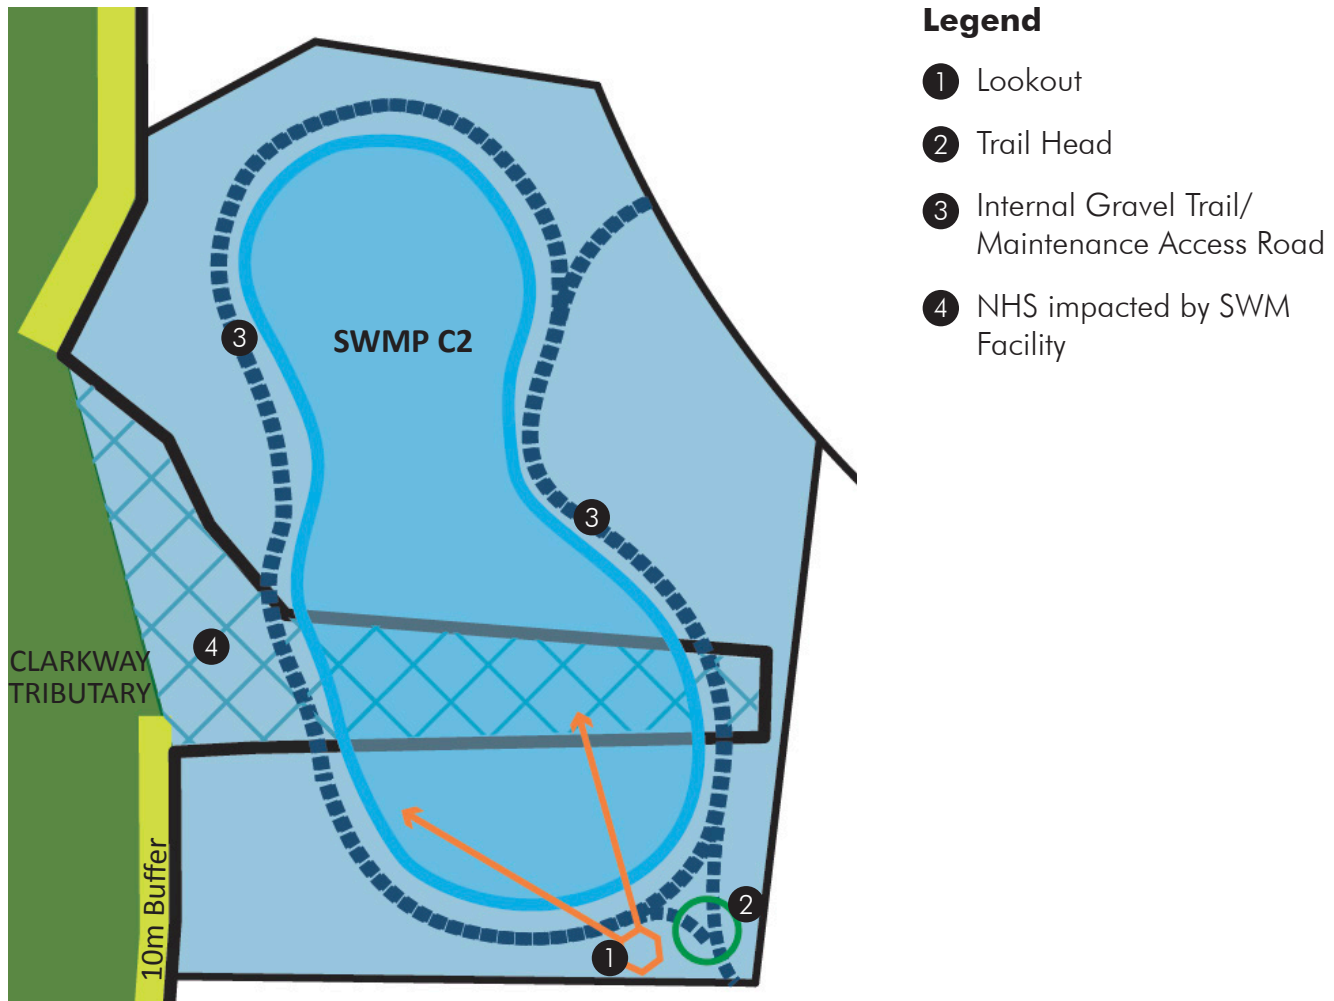 Legend
1 Lookout
2 Trail Head
3 Internal Gravel Trail/
Maintenance Access Road
4 NHS impacted by SWM
Facility
3
SWMP C2
3
4
CLARKWAY
TRIBUTARY
10m Buffer
2
1